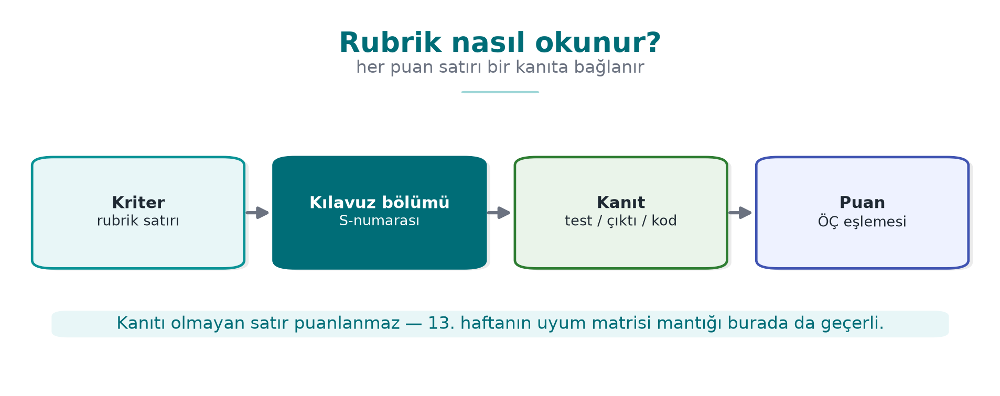 Rubrik nasıl okunur?
her puan satırı bir kanıta bağlanır
Kriter
rubrik satırı
Kılavuz bölümü
S-numarası
Kanıt
test / çıktı / kod
Puan
ÖÇ eşlemesi
Kanıtı olmayan satır puanlanmaz — 13. haftanın uyum matrisi mantığı burada da geçerli.